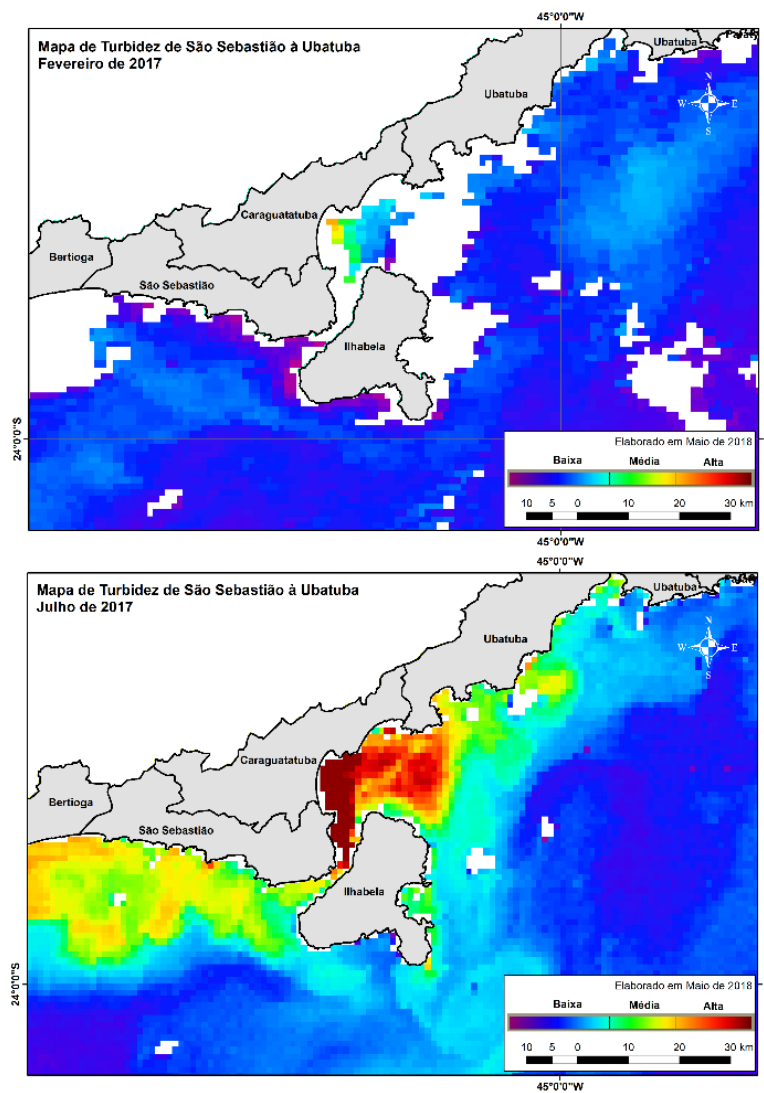 45°0'0"W
Mapa de Turbidez de São Sebastião à Ubatuba
Fevereiro de 2017
Ubatuba
N
W E
S
Ubatuba
Caraguatatuba
Bertioga
São Sebastião
Ilhabela
24°0'0"S
Elaborado em Maio de 2018
Baixa Média Alta
10 5 0 10 20 30 km
45°0'0"W
45°0'0"W
Mapa de Turbidez de São Sebastião à Ubatuba
Julho de 2017
Ubatuba
N
W E
S
Ubatuba
Caraguatatuba
Bertioga
São Sebastião
Ilhabela
24°0'0"S
Elaborado em Maio de 2018
Baixa Média Alta
10 5 0 10 20 30 km
45°0'0"W